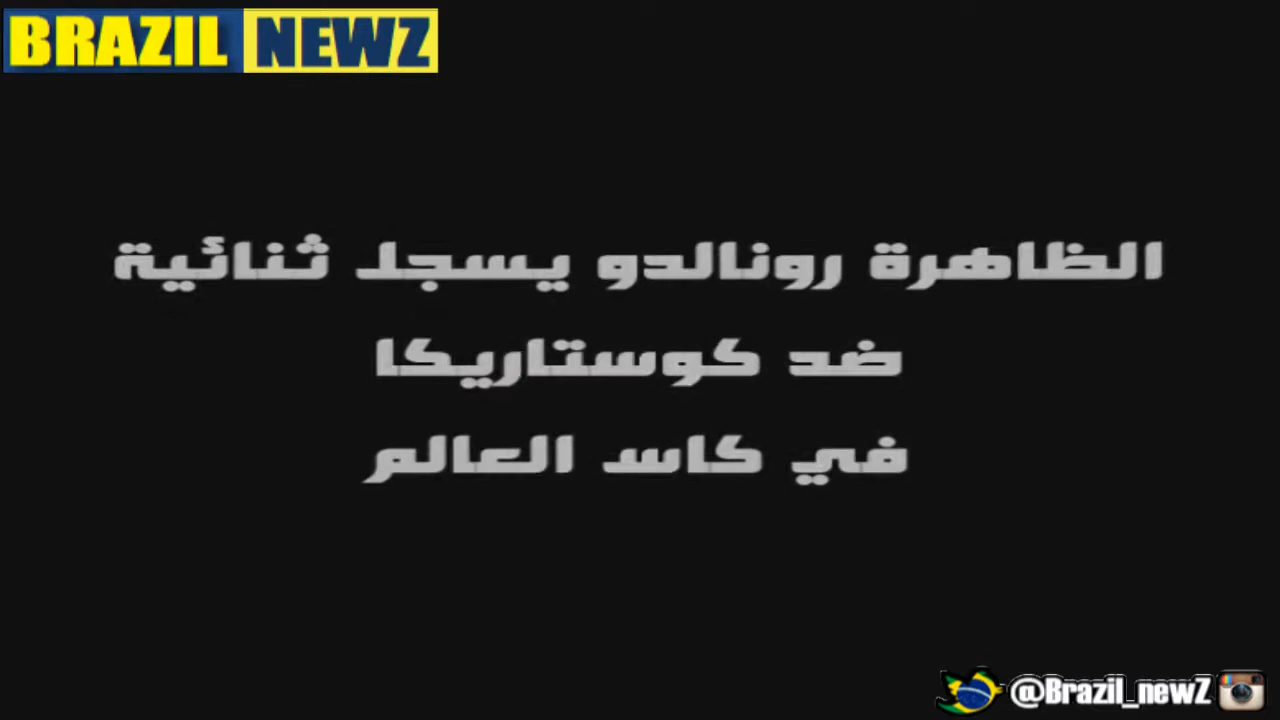 BRAZIL NEWZ
الظاهرة رونالدو يسجل ثنائية
ضد كوستاريكا
في كاس العالم
@Brazil_newZ